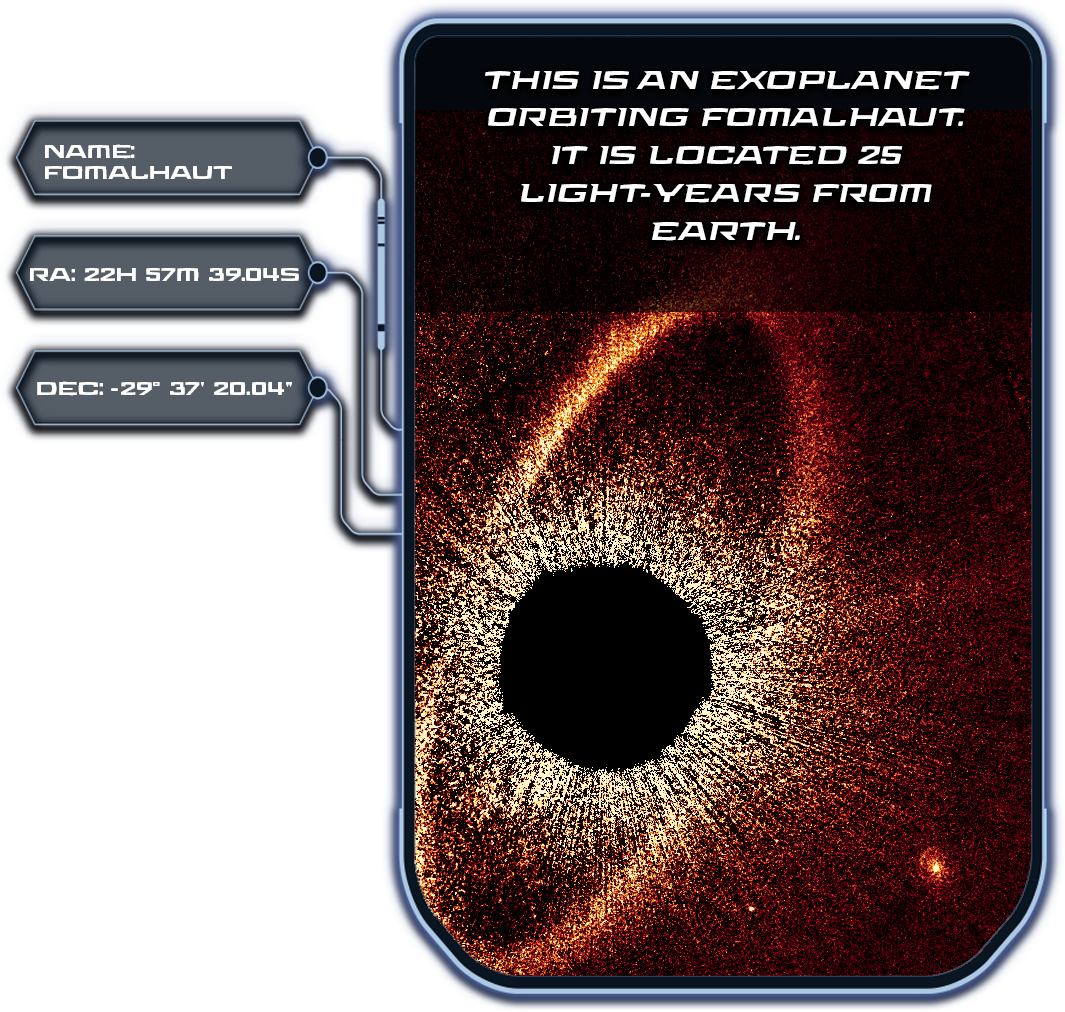 THIS IS AN EXOPLANET
ORBITING FOMALHAUT.
IT IS LOCATED 25
LIGHT-YEARS FROM
EARTH.
NAME:
FOMALHAUT
RA: 22H 57M 39.04S
DEC: -29° 37' 20.04"